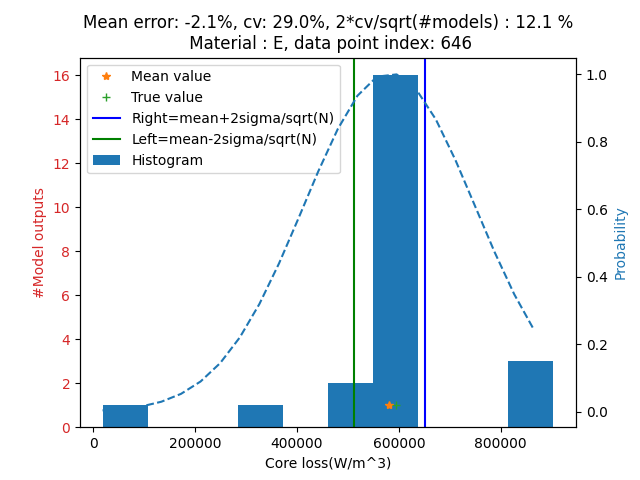 Mean error: -2.1%, cv: 29.0%, 2*cv/sqrt(#models) : 12.1 %
Material : E, data point index: 646
Mean value
True value
Right=mean+2sigma/sqrt(N)
Left=mean-2sigma/sqrt(N)
Histogram
#Model outputs
16
14
12
10
8
6
4
2
0
1.0
0.8
0.6
0.4
0.2
0.0
Probability
0
200000
400000
600000
800000
Core loss(W/m^3)